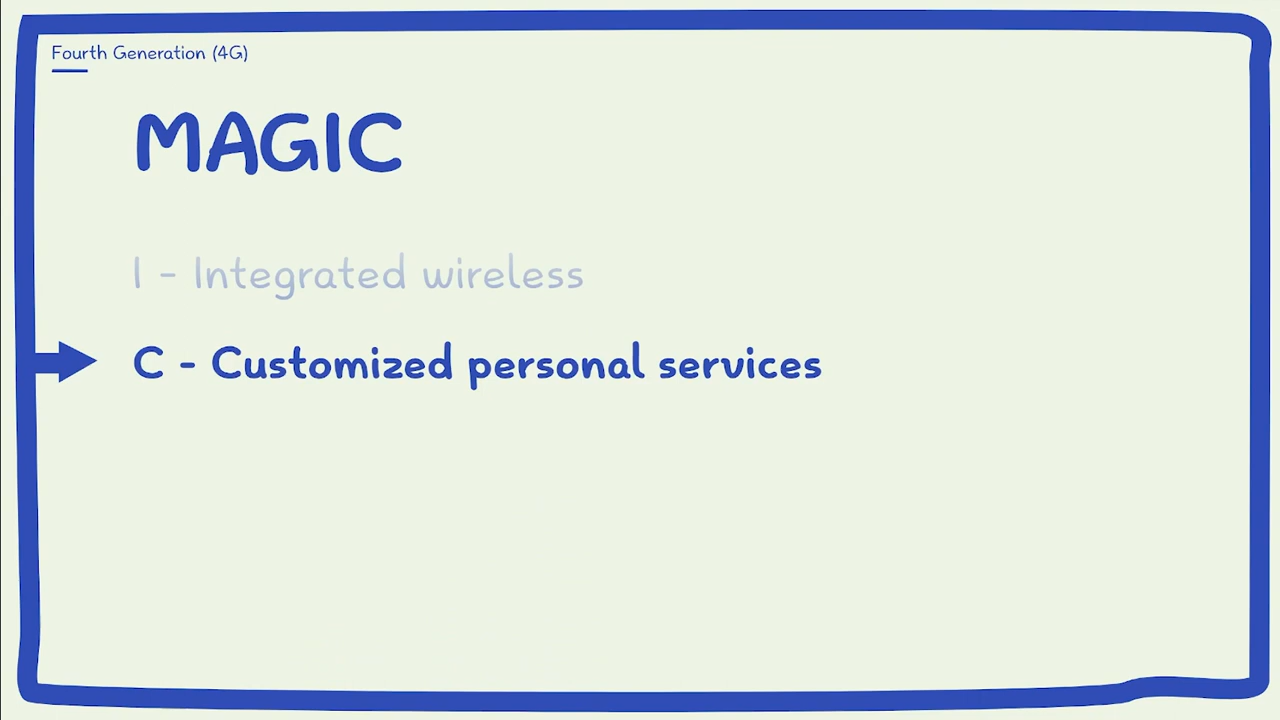 Fourth Generation (4G)
MAGIC
I - Integrated wireless
C - Customized personal services